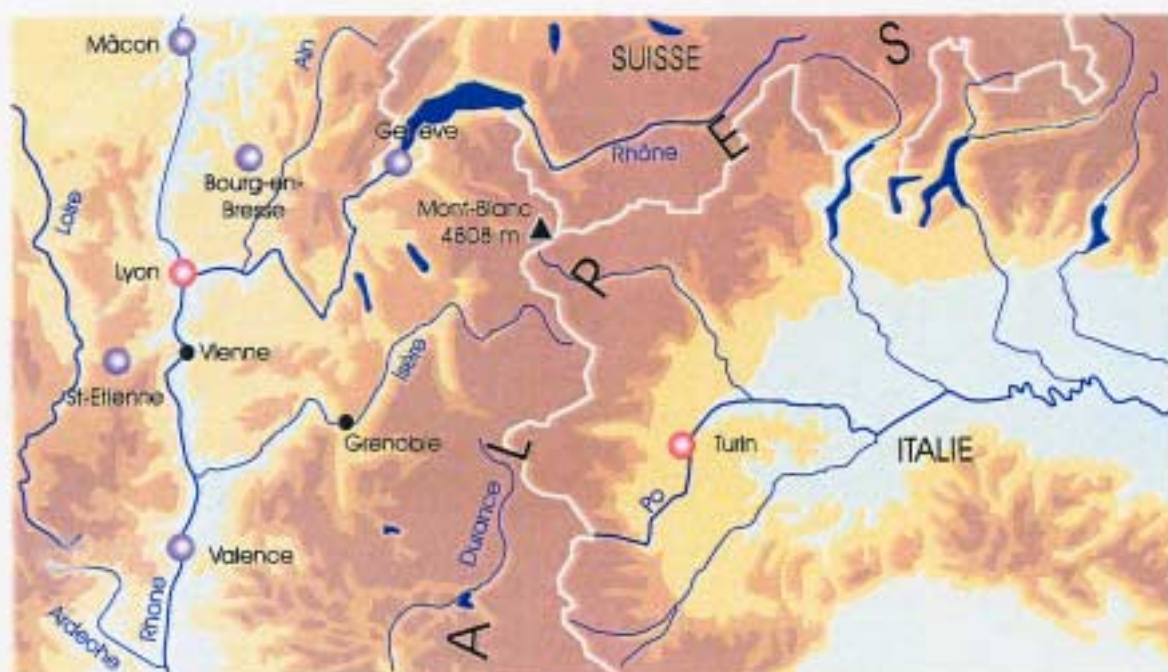 Mâcon
Ain
SUISSE
S
Genève
Rhône
E
Bourg-en-
Bresse
Loire
Mont-Blanc
4808 m
Lyon
P
Vienne
Isère
St-Etienne
Grenoble
L
Turin
ITALIE
Po
Durance
Valence
Rhône
Ardèche
A